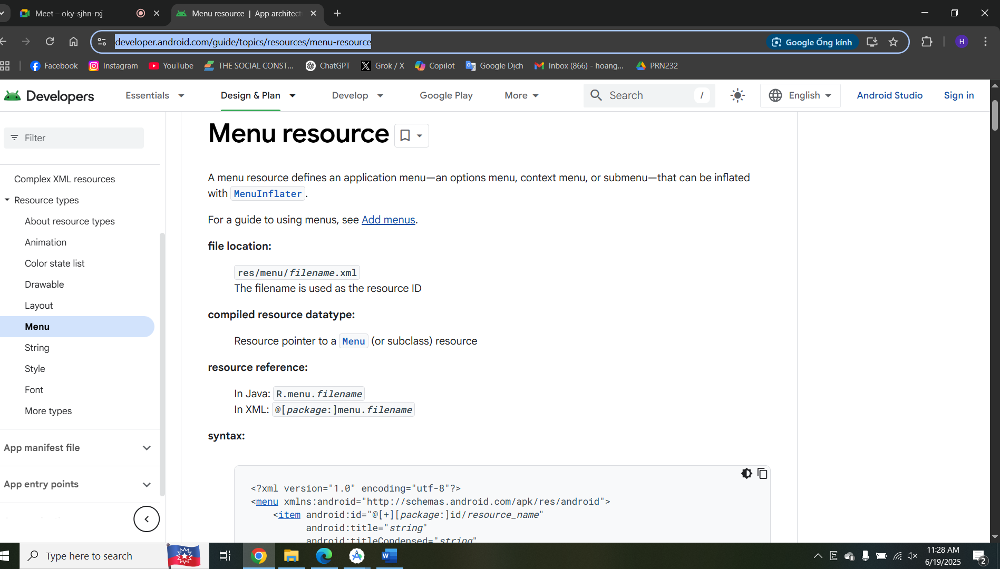 Meet – oky-sjhn-rxj
Menu resource | App architect
developer.android.com/guide/topics/resources/menu-resource
Google Ống kính
H
Facebook
Instagram
YouTube
THE SOCIAL CONST...
ChatGPT
Grok / X
Copilot
Google Dịch
Inbox (866) - hoang...
PRN232
Developers
Essentials
Design & Plan
Develop
Google Play
More
Search
/
English
Android Studio
Sign in
Filter
Complex XML resources
Resource types
About resource types
Animation
Color state list
Drawable
Layout
Menu
String
Style
Font
More types
App manifest file
App entry points
Menu resource
A menu resource defines an application menu—an options menu, context menu, or submenu—that can be inflated
with MenuInflater.
For a guide to using menus, see Add menus.
file location:
res/menu/filename.xml
The filename is used as the resource ID
compiled resource datatype:
Resource pointer to a Menu (or subclass) resource
resource reference:
In Java: R.menu.filename
In XML: @[package:]menu.filename
syntax:
<?xml version="1.0" encoding="utf-8"?>
<menu xmlns:android="http://schemas.android.com/apk/res/android">
<item android:id="@[+][package:]id/resource_name"
android:title="string"
android:titleCondensed="string"
Type here to search
11:28 AM
6/19/2025
2